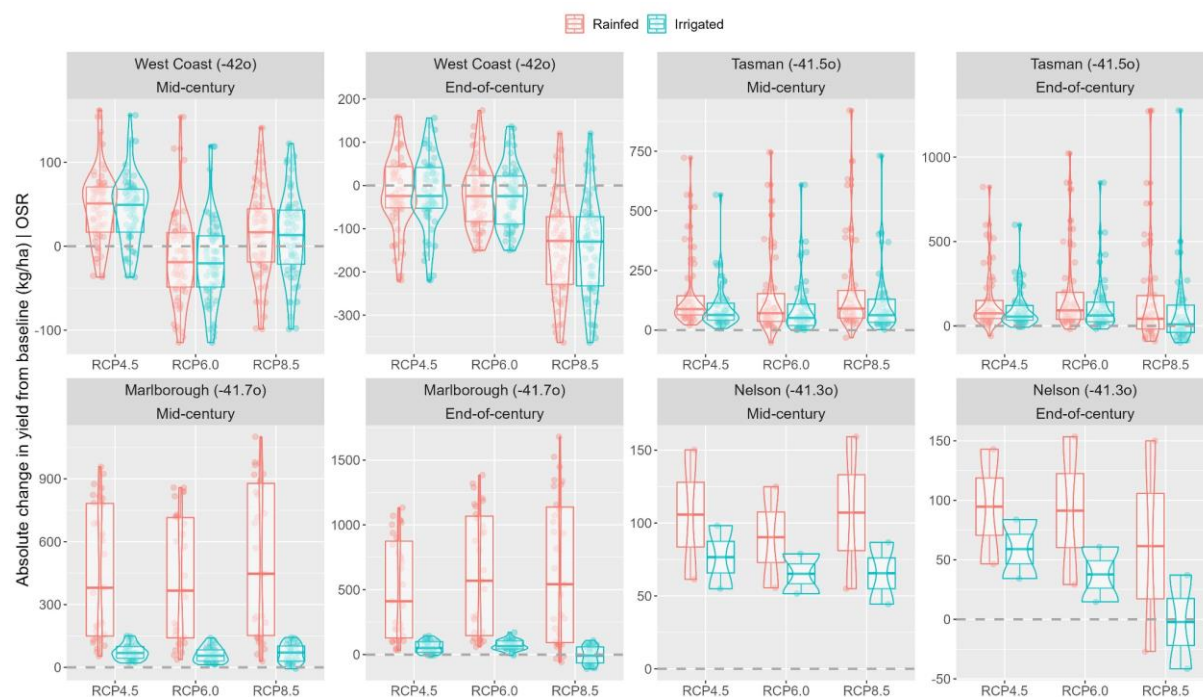 Rainfed Irrigated
Absolute change in yield from baseline (kg/ha) | OSR
West Coast (-42o)
Mid-century
100
0
-100
RCP4.5 RCP6.0 RCP8.5
West Coast (-42o)
End-of-century
200
100
0
-100
-200
-300
RCP4.5 RCP6.0 RCP8.5
Tasman (-41.5o)
Mid-century
750
500
250
0
RCP4.5 RCP6.0 RCP8.5
Tasman (-41.5o)
End-of-century
1000
500
0
RCP4.5 RCP6.0 RCP8.5
Marlborough (-41.7o)
Mid-century
900
600
300
0
RCP4.5 RCP6.0 RCP8.5
Marlborough (-41.7o)
End-of-century
1500
1000
500
0
RCP4.5 RCP6.0 RCP8.5
Nelson (-41.3o)
Mid-century
150
100
50
0
RCP4.5 RCP6.0 RCP8.5
Nelson (-41.3o)
End-of-century
150
100
50
0
-50
RCP4.5 RCP6.0 RCP8.5